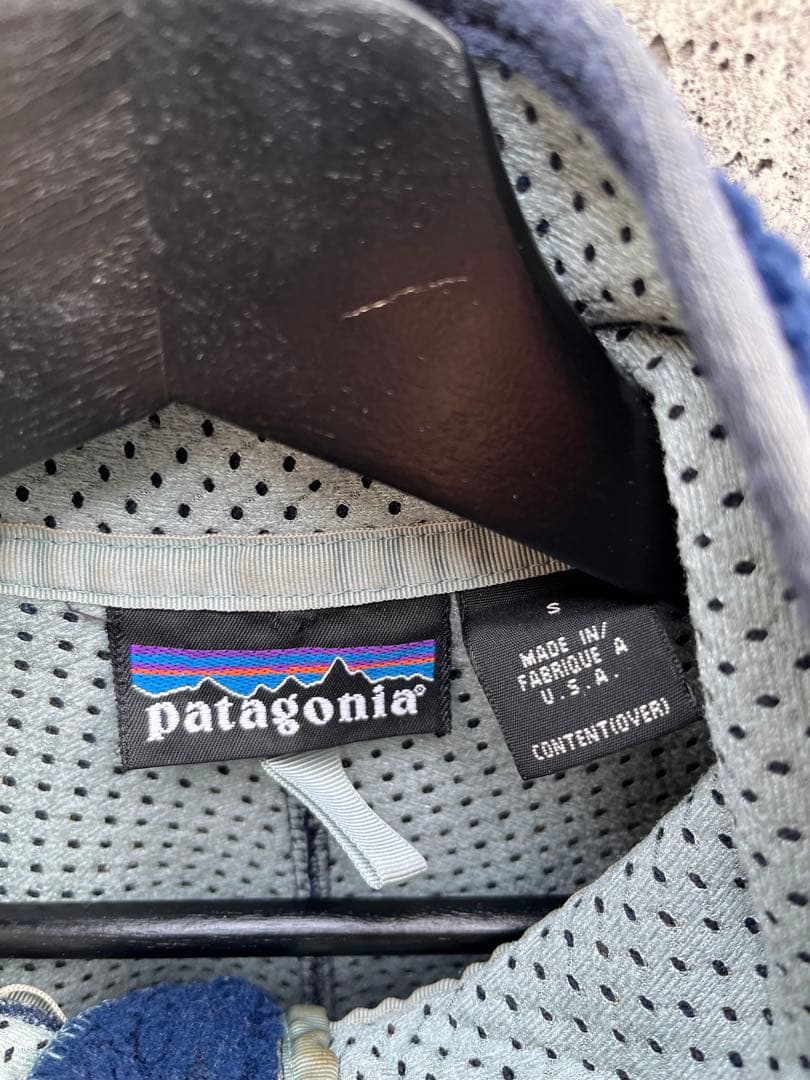 patagonia®
S
MADE IN/
FABRIQUE A
U.S.A.
CONTENT(OVER)